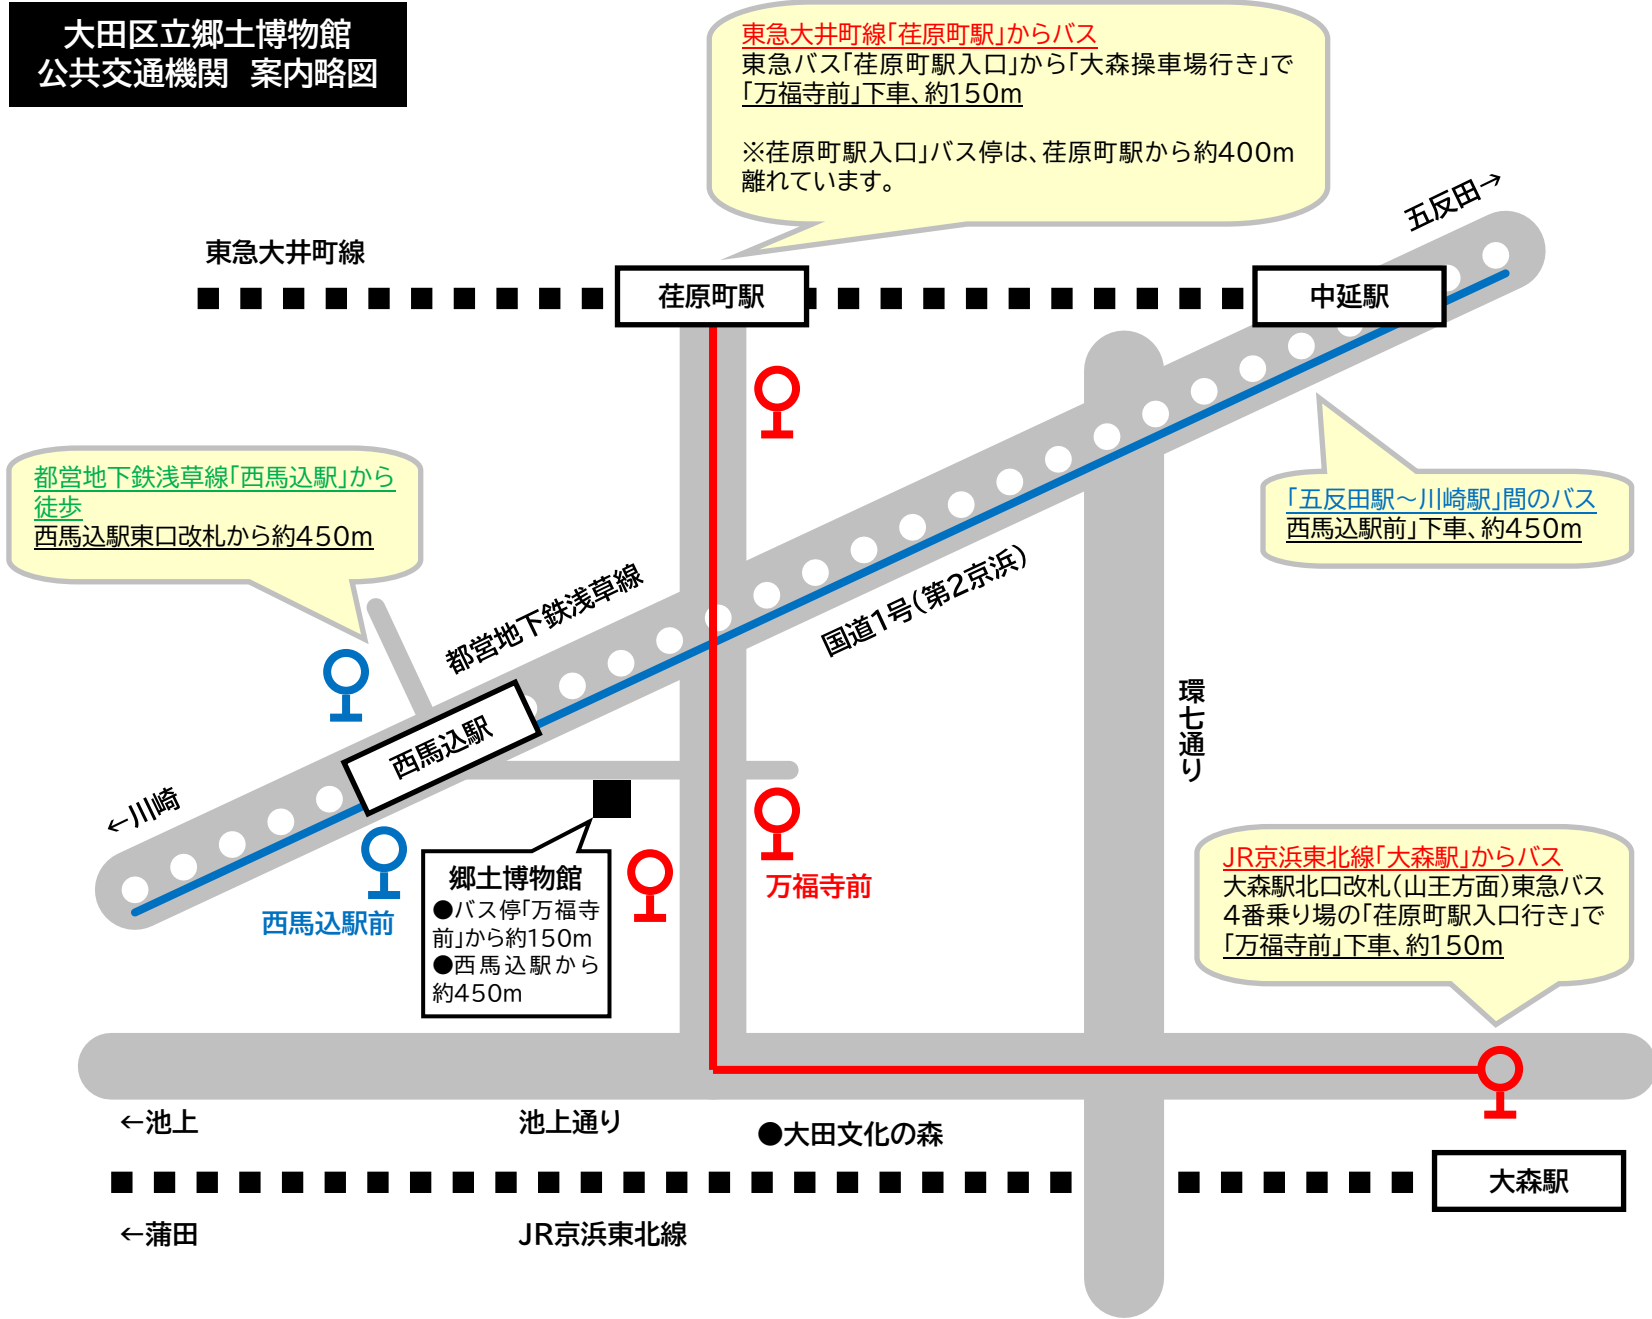 大田区立郷土博物館
公共交通機関　案内略図
東急大井町線「荏原町駅」からバス
東急バス「荏原町駅入口」から「大森操車場行き」で
「万福寺前」下車、約150m
※荏原町駅入口」バス停は、荏原町駅から約400m
離れています。
五反田→
東急大井町線
荏原町駅
中延駅
都営地下鉄浅草線「西馬込駅」から
徒歩
西馬込駅東口改札から約450m
「五反田駅～川崎駅」間のバス
西馬込駅前」下車、約450m
都営地下鉄浅草線
国道1号(第2京浜)
環七通り
西馬込駅
←川崎
西馬込駅前
郷土博物館
●バス停「万福寺
前」から約150m
●西馬込駅から
約450m
万福寺前
JR京浜東北線「大森駅」からバス
大森駅北口改札(山王方面)東急バス
4番乗り場の「荏原町駅入口行き」で
「万福寺前」下車、約150m
←池上
池上通り
●大田文化の森
大森駅
←蒲田
JR京浜東北線